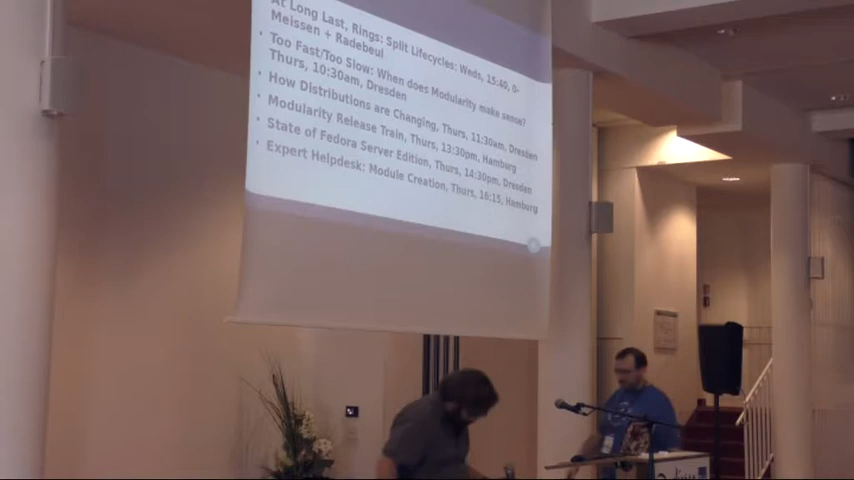 At Long Last, Rings; Split Lifecycles: Weds, 15:40, 0-
Meissen + Radebeul
Too Fast/Too Slow: When does Modularity make sense?
Thurs, 10:30am, Dresden
How Distributions are Changing, Thurs, 11:30am, Dresden
Modularity Release Train, Thurs, 13:30pm, Hamburg
State of Fedora Server Edition, Thurs, 14:30pm, Dresden
Expert Helpdesk: Module Creation, Thurs, 16:15, Hamburg